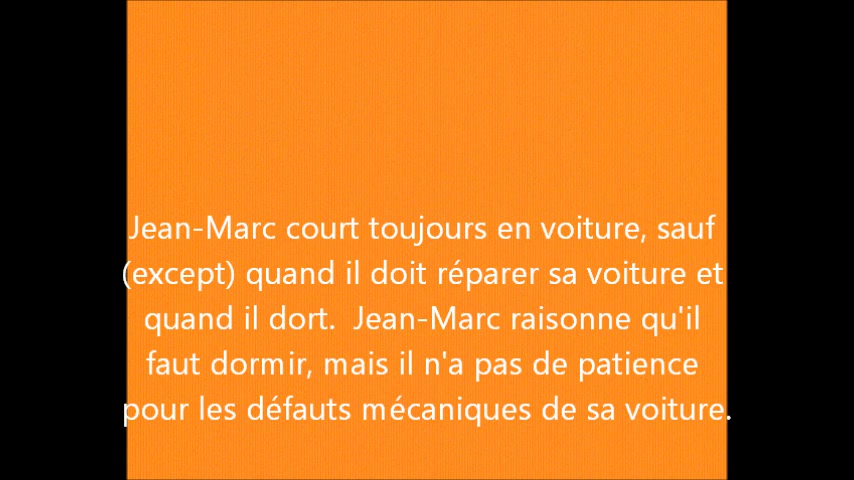 Jean-Marc court toujours en voiture, sauf
(except) quand il doit réparer sa voiture et
quand il dort.  Jean-Marc raisonne qu'il
faut dormir, mais il n'a pas de patience
pour les défauts mécaniques de sa voiture.